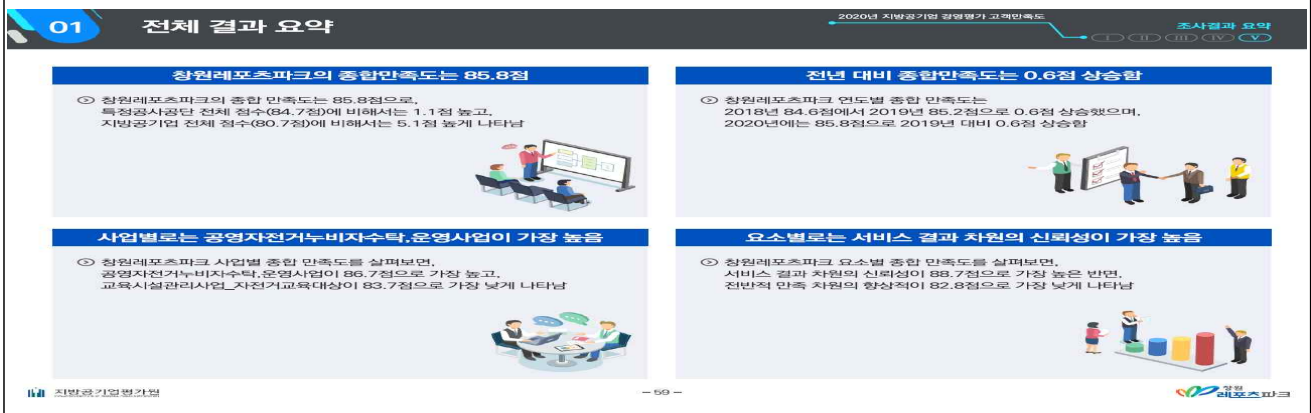 01 전체 결과 요약
2020년 지방공기업 경영평가 고객만족도
조사결과 요약
I II III IV V
창원레포츠파크의 종합만족도는 85.8점
창원레포츠파크의 종합 만족도는 85.8점으로,
특정공사공단 전체 점수(84.7점)에 비해서는 1.1점 높고,
지방공기업 전체 점수(80.7점)에 비해서는 5.1점 높게 나타남
전년 대비 종합만족도는 0.6점 상승함
창원레포츠파크 연도별 종합 만족도는
2018년 84.6점에서 2019년 85.2점으로 0.6점 상승했으며,
2020년에는 85.8점으로 2019년 대비 0.6점 상승함
사업별로는 공영자전거누비자수탁,운영사업이 가장 높음
창원레포츠파크 사업별 종합 만족도를 살펴보면,
공영자전거누비자수탁,운영사업이 86.7점으로 가장 높고,
교육시설관리사업_자전거교육대상이 83.7점으로 가장 낮게 나타남
요소별로는 서비스 결과 차원의 신뢰성이 가장 높음
창원레포츠파크 요소별 종합 만족도를 살펴보면,
서비스 결과 차원의 신뢰성이 88.7점으로 가장 높은 반면,
전반적 만족 차원의 향상적이 82.8점으로 가장 낮게 나타남
지방공기업평가원
- 59 -
창원
레포츠파크